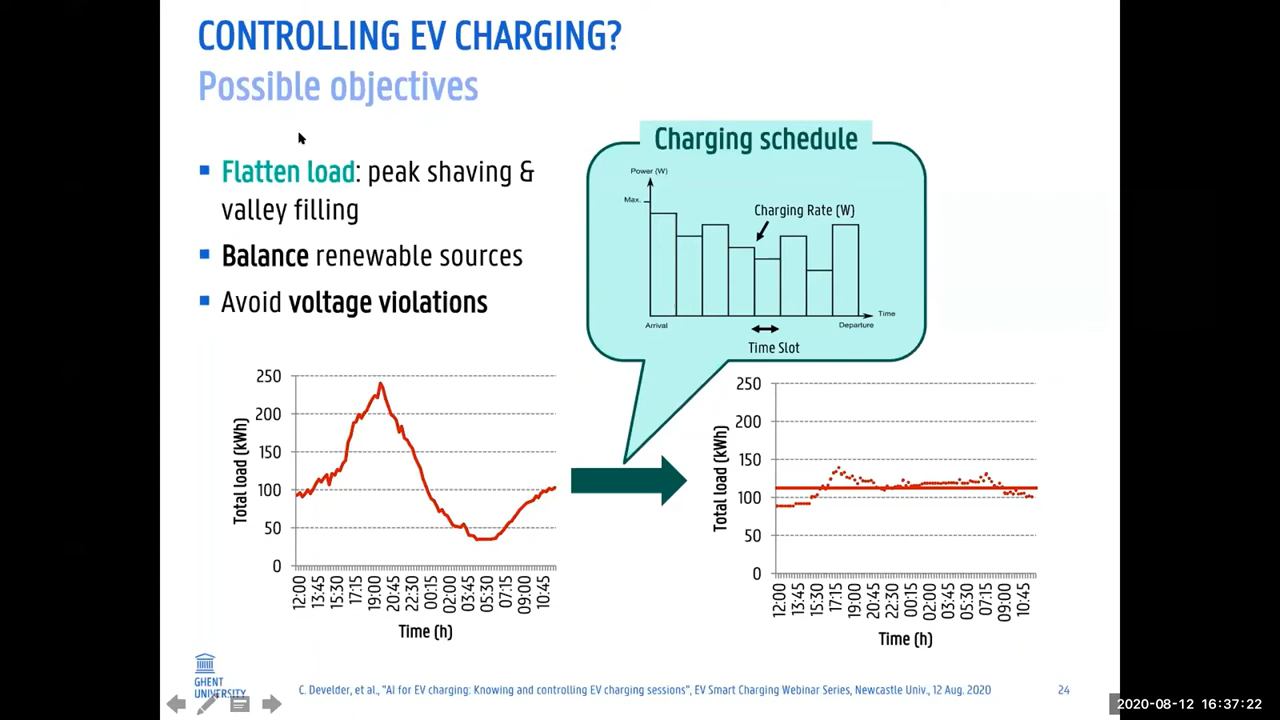 CONTROLLING EV CHARGING?
Possible objectives
Flatten load: peak shaving &
valley filling
Balance renewable sources
Avoid voltage violations
Charging schedule
Power (W)
Max.
Charging Rate (W)
Time
Arrival
Departure
Time Slot
250
200
150
100
50
0
Total load (kWh)
12:00
13:45
15:30
17:15
19:00
20:45
22:30
00:15
02:00
03:45
05:30
07:15
09:00
10:45
Time (h)
250
200
150
100
50
0
Total load (kWh)
12:00
13:45
15:30
17:15
19:00
20:45
22:30
00:15
02:00
03:45
05:30
07:15
09:00
10:45
Time (h)
GHENT
UNIVERSITY
C. Develder, et al., "AI for EV charging: Knowing and controlling EV charging sessions", EV Smart Charging Webinar Series, Newcastle Univ., 12 Aug. 2020
24
2020-08-12 16:37:22